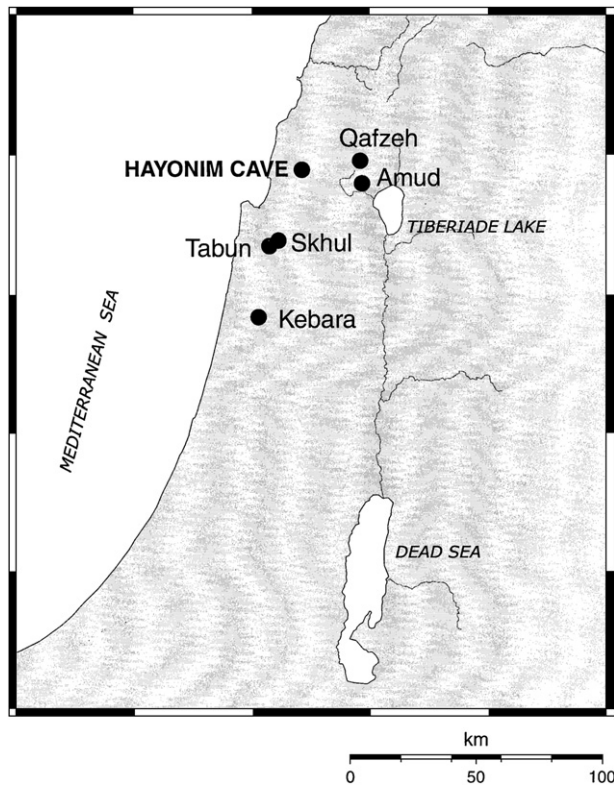 Qafzeh
HAYONIM CAVE
Amud
TIBERIADE LAKE
Skhul
Tabun
Kebara
MEDITERRANEAN SEA
DEAD SEA
km
0 50 100